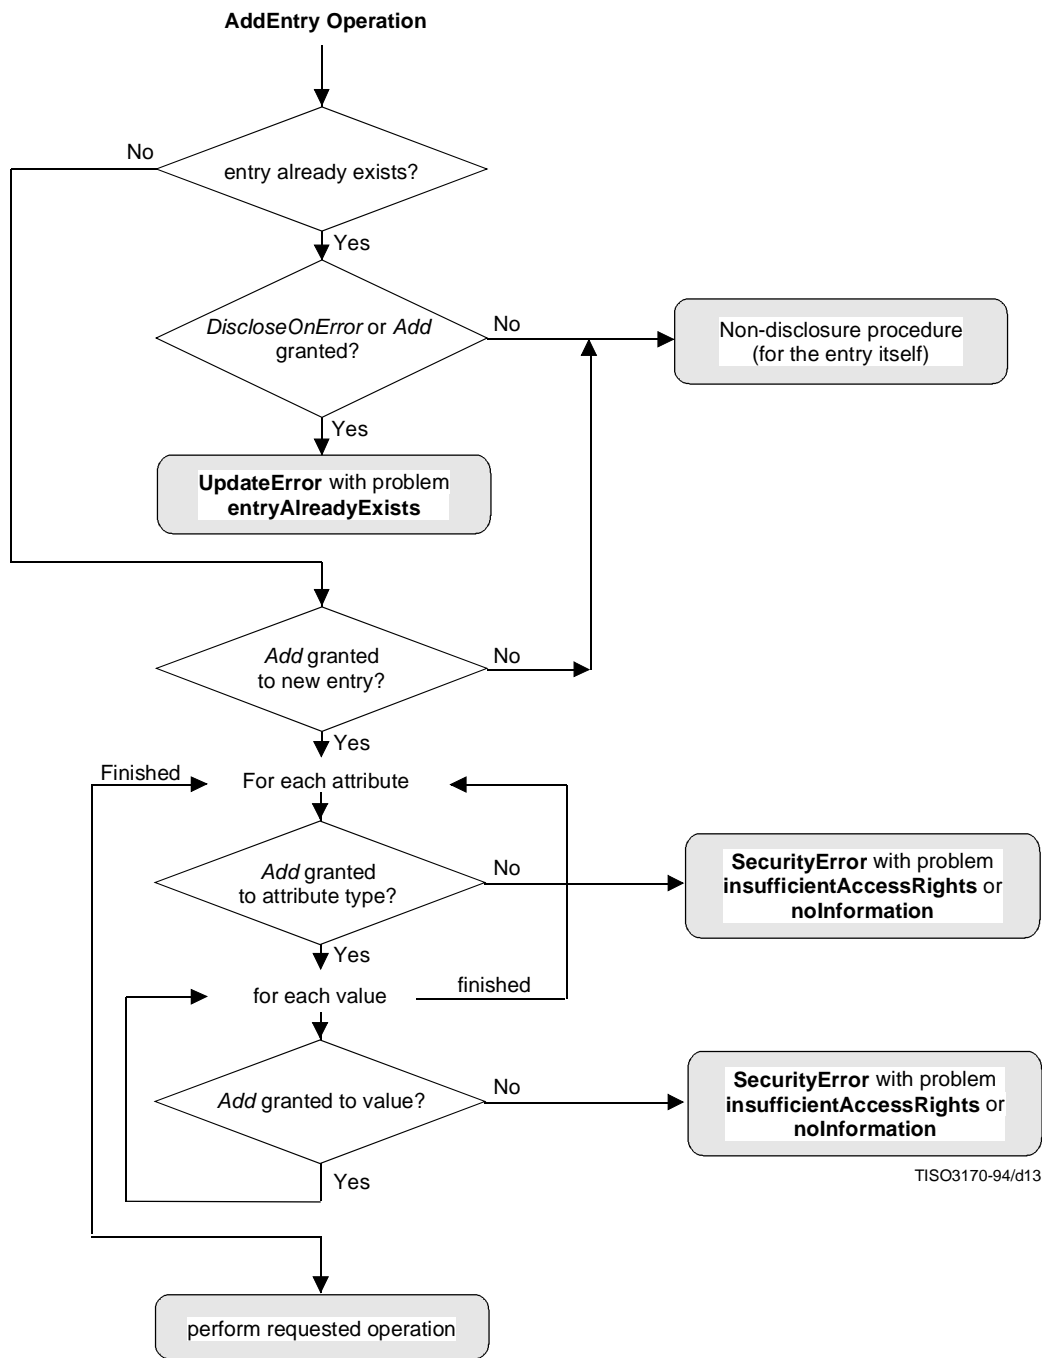 AddEntry Operation
No
entry already exists?
Yes
DiscloseOnError or Add
granted?
No
Non-disclosure procedure
(for the entry itself)
Yes
UpdateError with problem
entryAlreadyExists
Add granted
to new entry?
No
Yes
Finished
For each attribute
Add granted
to attribute type?
No
SecurityError with problem
insufficientAccessRights or
noInformation
Yes
for each value
finished
Add granted to value?
No
SecurityError with problem
insufficientAccessRights or
noInformation
Yes
TISO3170-94/d13
perform requested operation